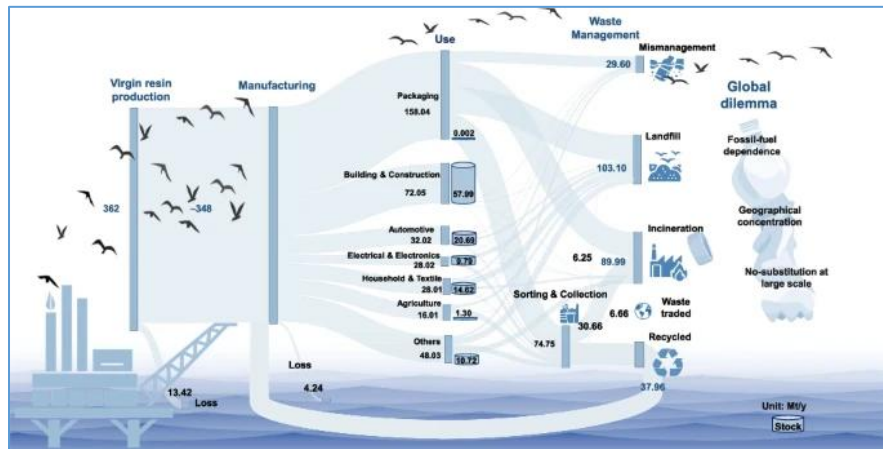 Virgin resin
production
362
13.42
Loss
~348
Manufacturing
Loss
4.24
Use
Packaging
158.04
0.002
Building & Construction
72.05
57.99
Automotive
32.02
20.69
Electrical & Electronics
28.02
9.79
Household & Textile
28.01
14.62
Agriculture
16.01
1.30
Others
48.03
10.72
Waste
Management
Mismanagement
29.60
Landfill
103.10
Incineration
6.25
89.99
Sorting & Collection
30.66
74.75
6.66
Waste
traded
Recycled
37.96
Global
dilemma
Fossil-fuel
dependence
Geographical
concentration
No-substitution at
large scale
Unit: Mt/y
Stock